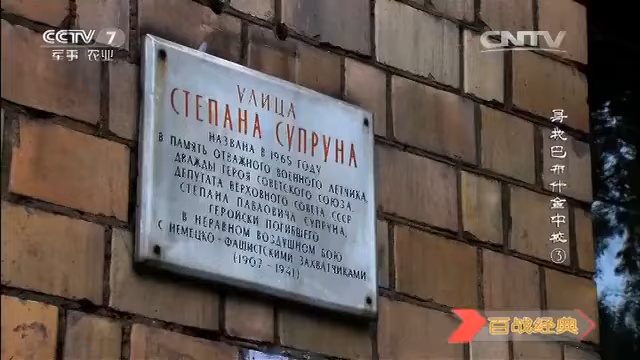 CCTV 7
军事 农业
CNTV
УЛИЦА
СТЕПАНА СУПРУНА
НАЗВАНА В 1965 ГОДУ
В ПАМЯТЬ ОТВАЖНОГО ВОЕННОГО ЛЕТЧИКА,
ДВАЖДЫ ГЕРОЯ СОВЕТСКОГО СОЮЗА,
ДЕПУТАТА ВЕРХОВНОГО СОВЕТА СССР
СТЕПАНА ПАВЛОВИЧА СУПРУНА,
ГЕРОЙСКИ ПОГИБШЕГО
В НЕРАВНОМ ВОЗДУШНОМ БОЮ
С НЕМЕЦКО-ФАШИСТСКИМИ ЗАХВАТЧИКАМИ
(1907-1941)
寻找巴布什金中校③
百战经典